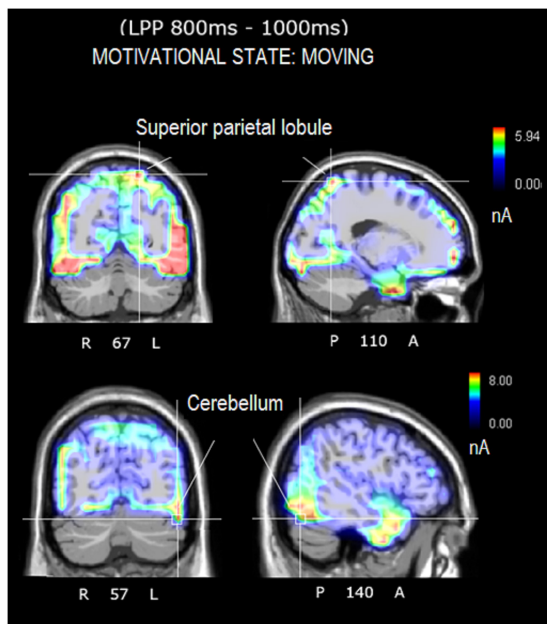 (LPP 800ms - 1000ms)
MOTIVATIONAL STATE: MOVING
Superior parietal lobule
5.94
0.00
nA
R 67 L
P 110 A
Cerebellum
8.00
0.00
nA
R 57 L
P 140 A